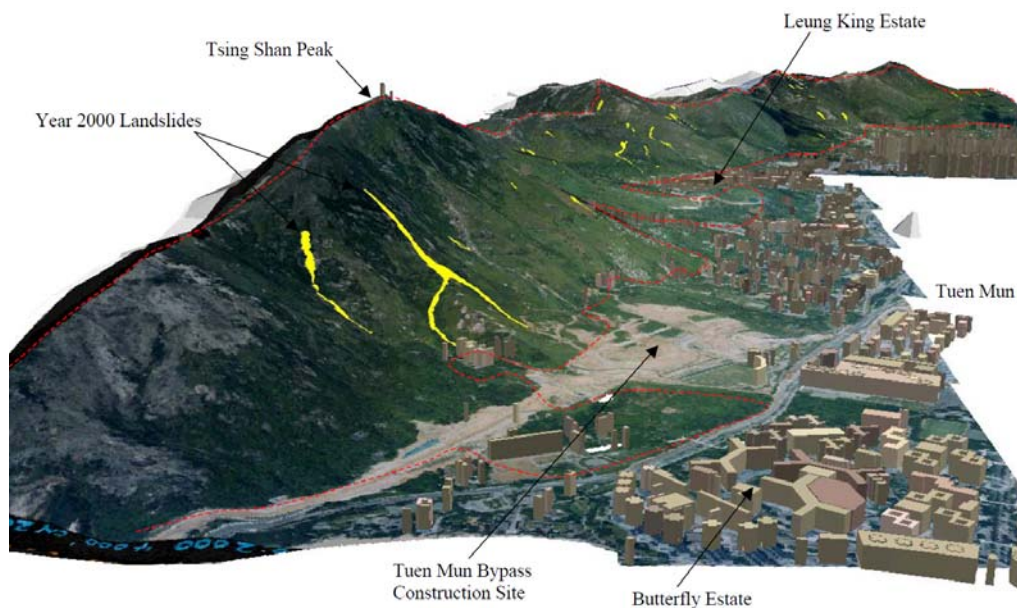 Leung King Estate
Tsing Shan Peak
Year 2000 Landslides
Tuen Mun
Tuen Mun Bypass
Construction Site
Butterfly Estate